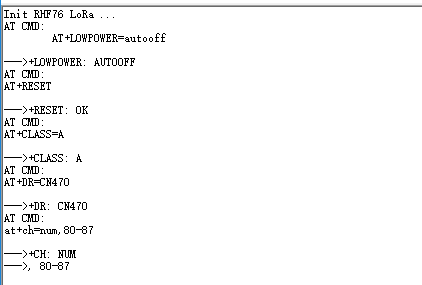 Init RHF76 LoRa ...
AT CMD:
AT+LOWPOWER=autooff
--->+LOWPOWER: AUTOOFF
AT CMD:
AT+RESET
--->+RESET: OK
AT CMD:
AT+CLASS=A
--->+CLASS: A
AT CMD:
AT+DR=CN470
--->+DR: CN470
AT CMD:
at+ch=num,80-87
--->+CH: NUM
--->, 80-87